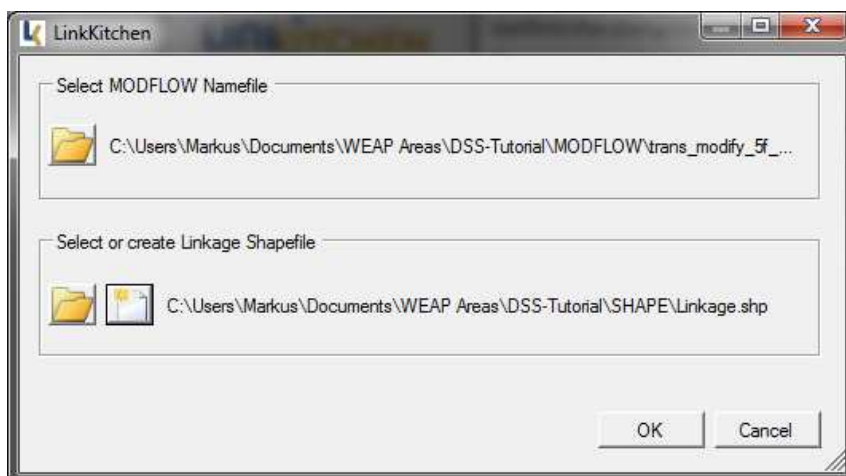 LinkKitchen
Select MODFLOW Namefile
C:\Users\Markus\Documents\WEAP Areas\DSS-Tutorial\MODFLOW\trans_modify_5f_...
Select or create Linkage Shapefile
C:\Users\Markus\Documents\WEAP Areas\DSS-Tutorial\SHAPE\Linkage.shp
OK
Cancel